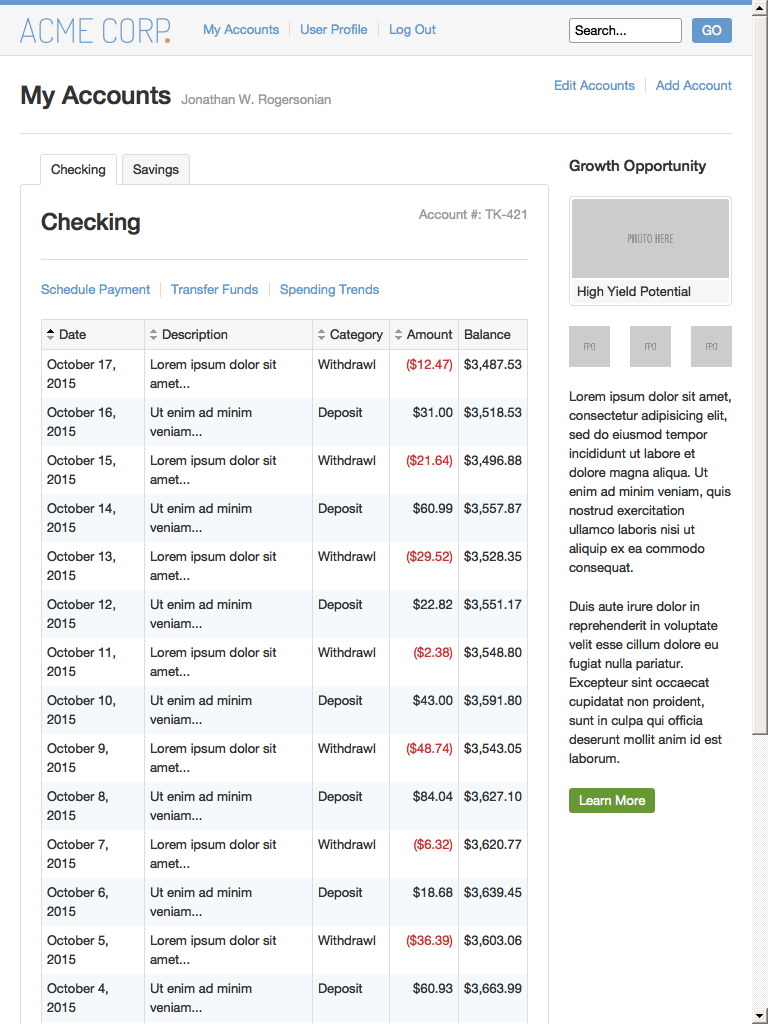 ACME CORP.
My Accounts
User Profile
Log Out
Search...
GO
My Accounts
Jonathan W. Rogersonian
Edit Accounts
Add Account
Checking
Savings
Checking
Account #: TK-421
Schedule Payment
Transfer Funds
Spending Trends
Date Description Category Amount Balance
October 17, Lorem ipsum dolor sit Withdrawl ($12.47) $3,487.53
2015 amet...
October 16, Ut enim ad minim Deposit $31.00 $3,518.53
2015 veniam...
October 15, Lorem ipsum dolor sit Withdrawl ($21.64) $3,496.88
2015 amet...
October 14, Ut enim ad minim Deposit $60.99 $3,557.87
2015 veniam...
October 13, Lorem ipsum dolor sit Withdrawl ($29.52) $3,528.35
2015 amet...
October 12, Ut enim ad minim Deposit $22.82 $3,551.17
2015 veniam...
October 11, Lorem ipsum dolor sit Withdrawl ($2.38) $3,548.80
2015 amet...
October 10, Ut enim ad minim Deposit $43.00 $3,591.80
2015 veniam...
October 9, Lorem ipsum dolor sit Withdrawl ($48.74) $3,543.05
2015 amet...
October 8, Ut enim ad minim Deposit $84.04 $3,627.10
2015 veniam...
October 7, Lorem ipsum dolor sit Withdrawl ($6.32) $3,620.77
2015 amet...
October 6, Ut enim ad minim Deposit $18.68 $3,639.45
2015 veniam...
October 5, Lorem ipsum dolor sit Withdrawl ($36.39) $3,603.06
2015 amet...
October 4, Ut enim ad minim Deposit $60.93 $3,663.99
2015 veniam...
Growth Opportunity
PHOTO HERE
High Yield Potential
FPO FPO FPO
Lorem ipsum dolor sit amet,
consectetur adipisicing elit,
sed do eiusmod tempor
incididunt ut labore et
dolore magna aliqua. Ut
enim ad minim veniam, quis
nostrud exercitation
ullamco laboris nisi ut
aliquip ex ea commodo
consequat.
Duis aute irure dolor in
reprehenderit in voluptate
velit esse cillum dolore eu
fugiat nulla pariatur.
Excepteur sint occaecat
cupidatat non proident,
sunt in culpa qui officia
deserunt mollit anim id est
laborum.
Learn More